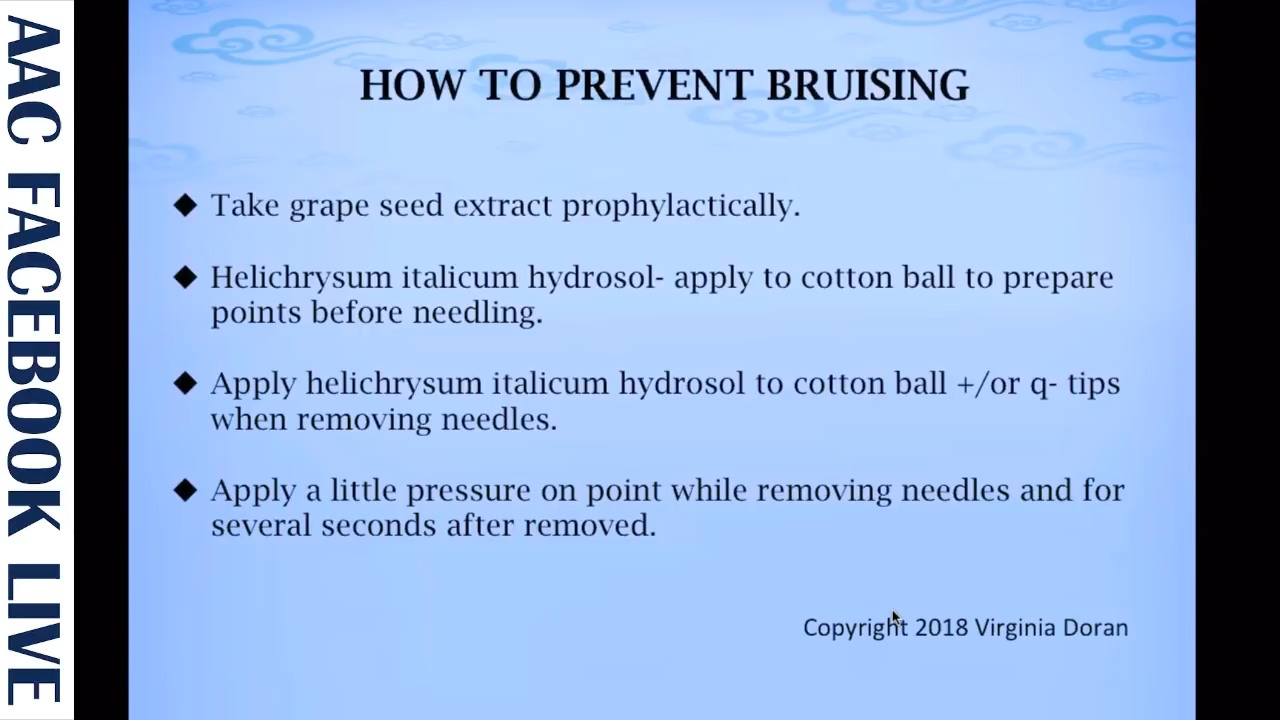 AAC FACEBOOK LIVE
HOW TO PREVENT BRUISING
◆ Take grape seed extract prophylactically.
◆ Helichrysum italicum hydrosol- apply to cotton ball to prepare
points before needling.
◆ Apply helichrysum italicum hydrosol to cotton ball +/or q- tips
when removing needles.
◆ Apply a little pressure on point while removing needles and for
several seconds after removed.
Copyright 2018 Virginia Doran